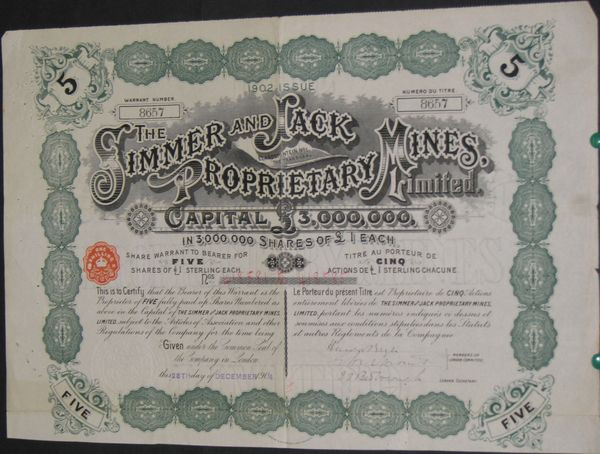 5
5
1902 ISSUE
WARRANT NUMBER
8657
NUMÉRO DU TITRE
8657
THE
SIMMER AND JACK
PROPRIETARY MINES,
Limited.
CAPITAL £3,000,000.
IN 3,000,000 SHARES OF £1 EACH
SHARE WARRANT TO BEARER FOR
FIVE
SHARES OF £1 STERLING EACH.
TITRE AU PORTEUR DE
CINQ
ACTIONS DE £1 STERLING CHACUNE.
This is to Certify that the Bearer of this Warrant is the
Proprietor of FIVE fully paid up Shares Numbered as
above in the Capital of THE SIMMER & JACK PROPRIETARY MINES,
LIMITED, subject to the Articles of Association and other
Regulations of the Company for the time being
Given under the Common Seal of
the Company in London
this 28TH day of DECEMBER
Le Porteur du présent Titre est Propriétaire de CINQ Actions
entièrement libérées de THE SIMMER & JACK PROPRIETARY MINES,
LIMITED, portant les numéros indiqués ci dessus et
soumises aux conditions stipulées dans les Statuts
et autres Règlements de la Compagnie
MEMBERS OF
LONDON COMMITTEE.
LONDON SECRETARY.
FIVE
FIVE